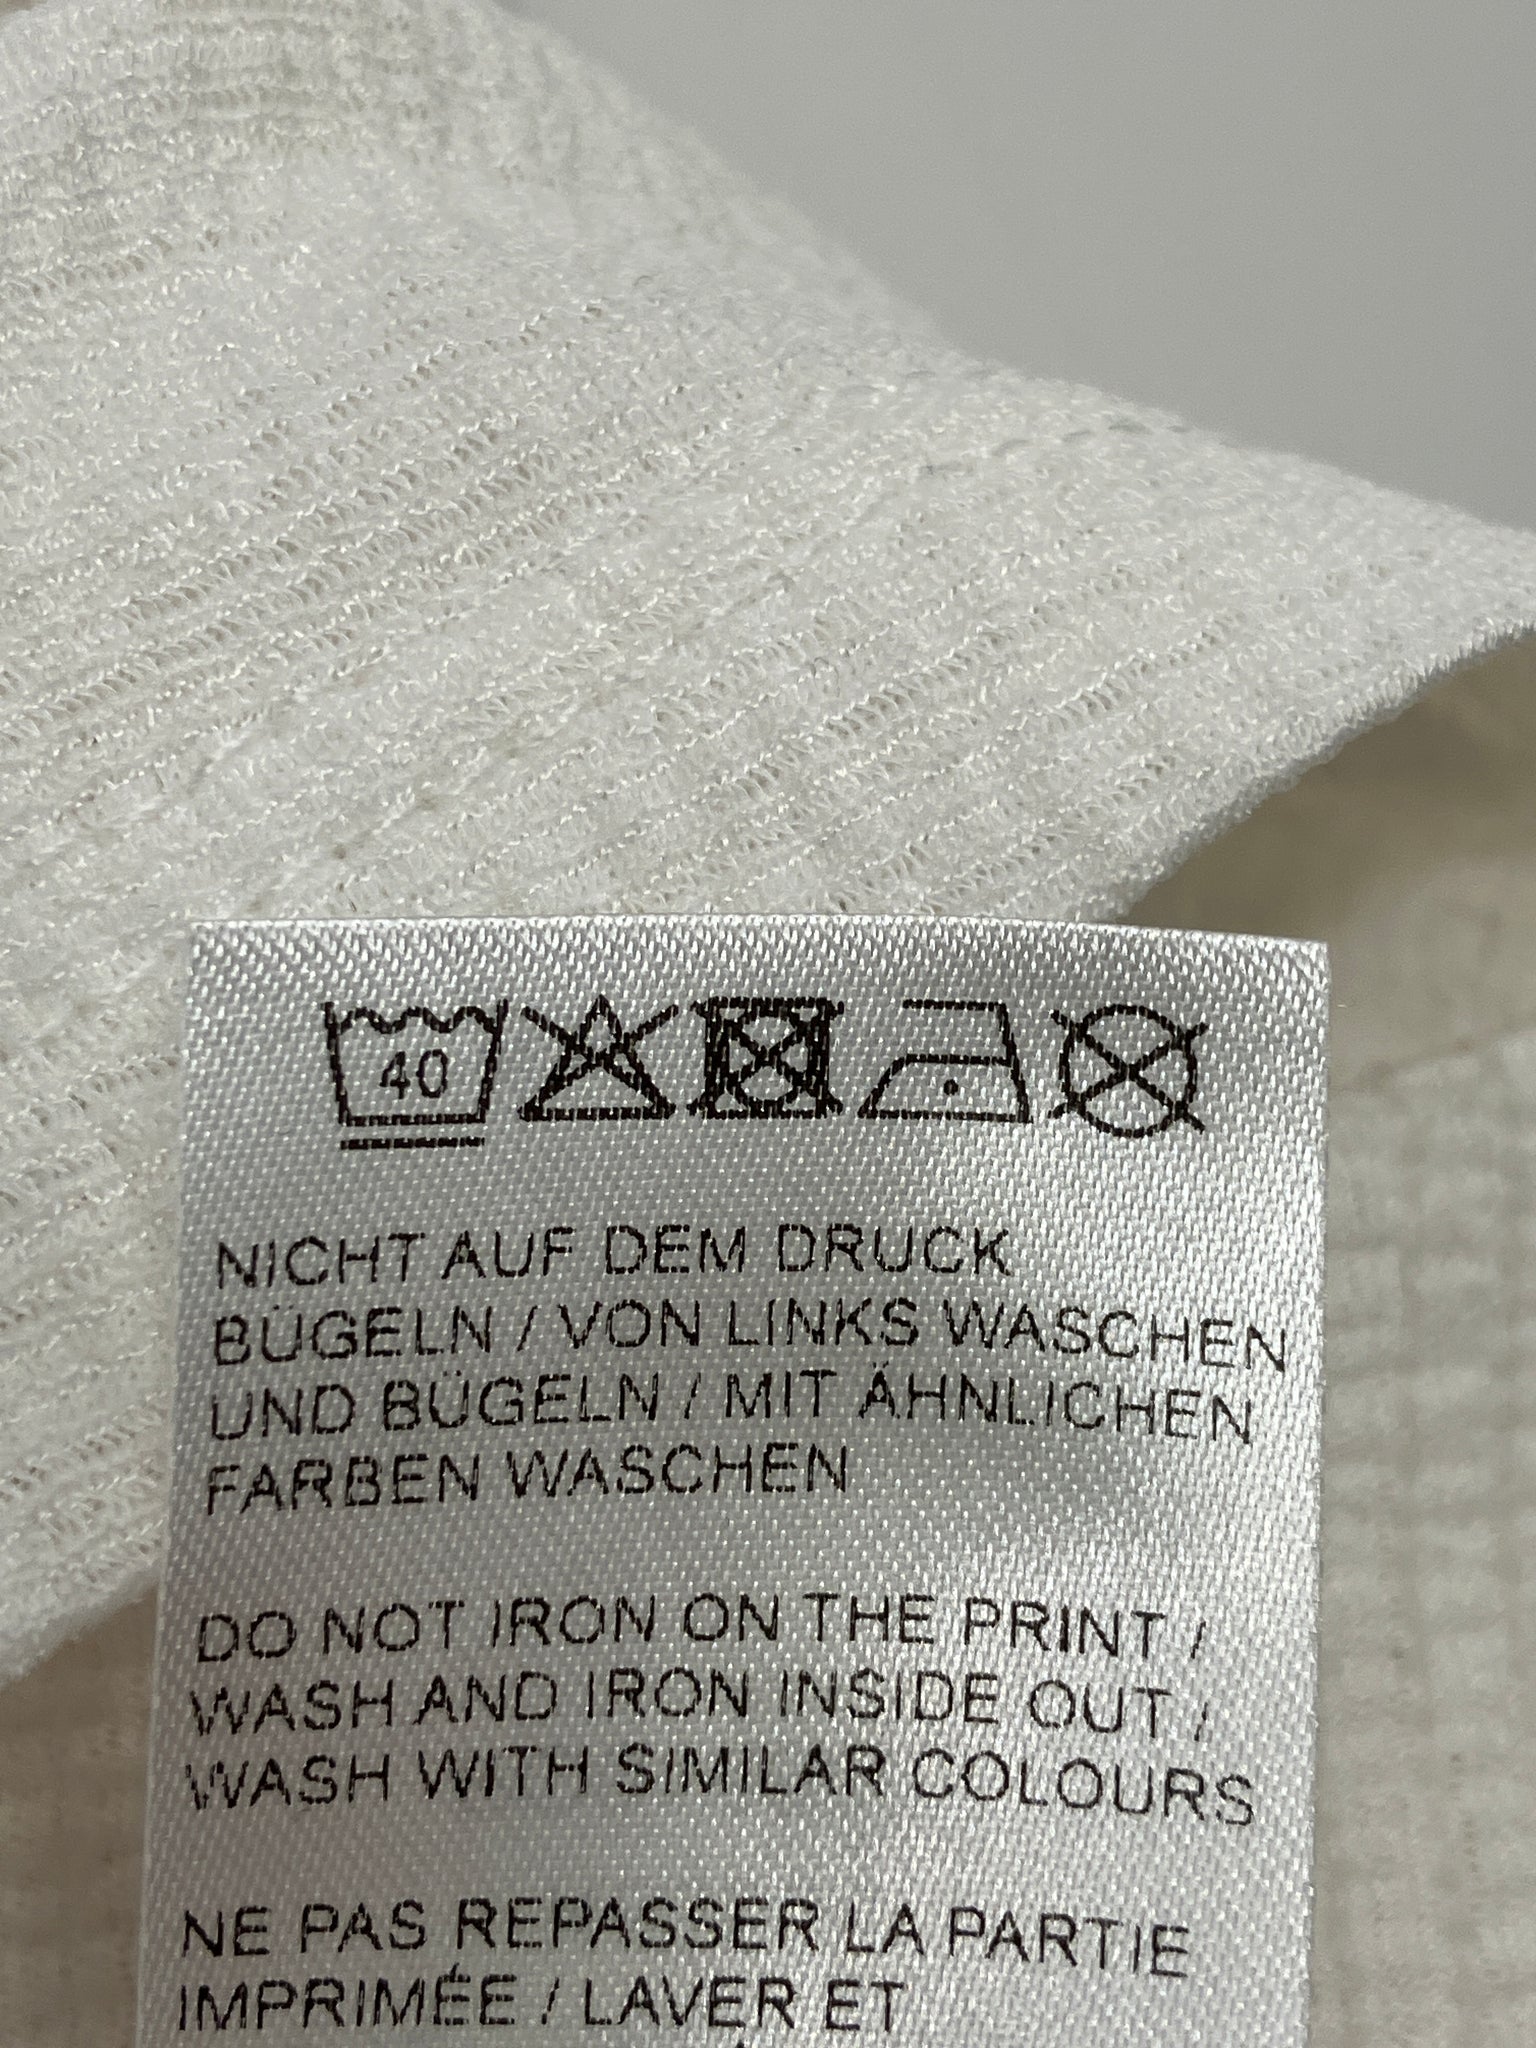 40
NICHT AUF DEM DRUCK
BÜGELN / VON LINKS WASCHEN
UND BÜGELN / MIT ÄHNLICHEN
FARBEN WASCHEN
DO NOT IRON ON THE PRINT /
WASH AND IRON INSIDE OUT /
WASH WITH SIMILAR COLOURS
NE PAS REPASSER LA PARTIE
IMPRIMÉE / LAVER ET